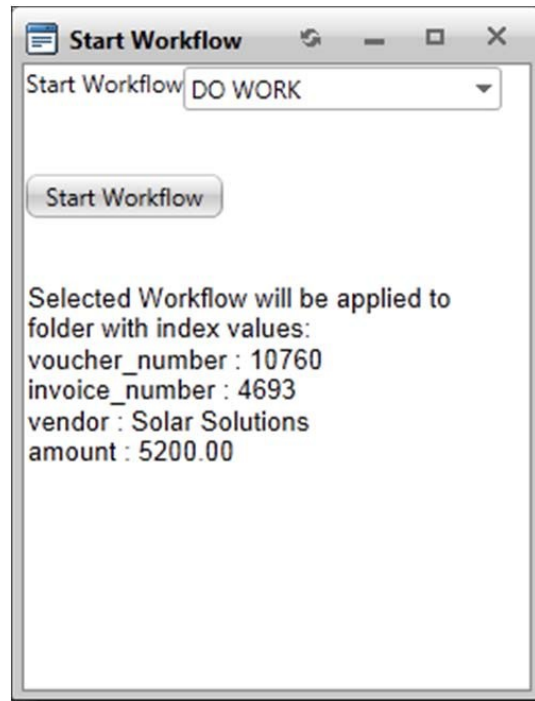 Start Workflow
Start Workflow DO WORK
Start Workflow
Selected Workflow will be applied to
folder with index values:
voucher_number : 10760
invoice_number : 4693
vendor : Solar Solutions
amount : 5200.00